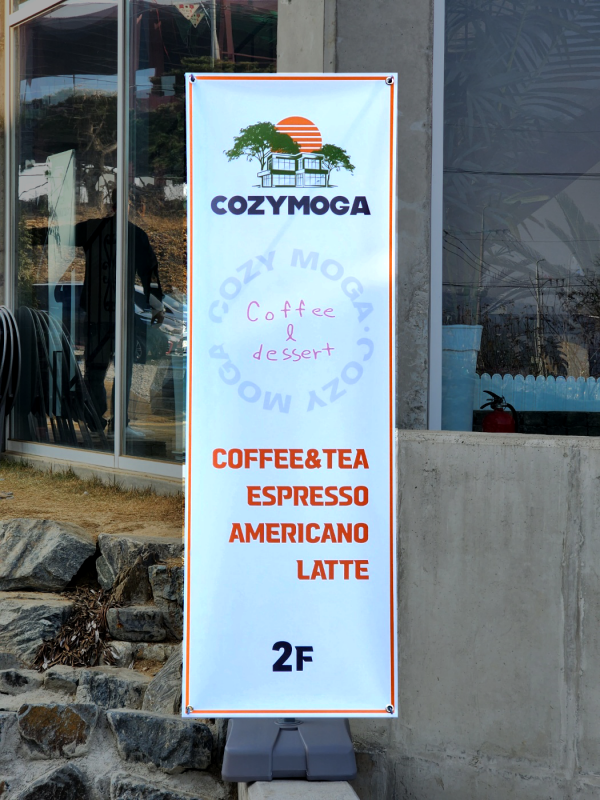 COZYMOGA
COZY MOGA · COZY MOGA
Coffee
&
dessert
COFFEE&TEA
ESPRESSO
AMERICANO
LATTE
2F